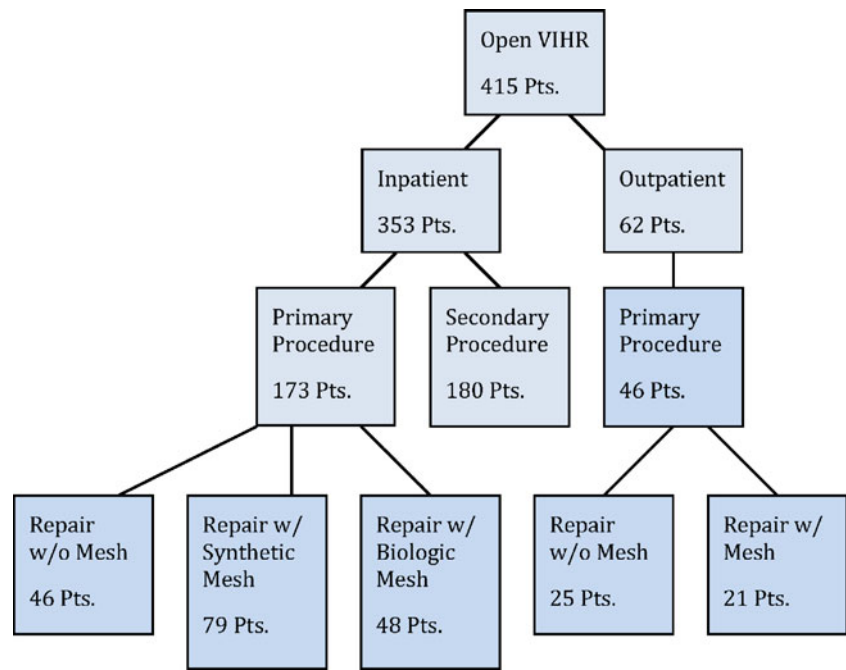 Open VIHR
415 Pts.
Inpatient
353 Pts.
Outpatient
62 Pts.
Primary
Procedure
173 Pts.
Secondary
Procedure
180 Pts.
Primary
Procedure
46 Pts.
Repair
w/o Mesh
46 Pts.
Repair w/
Synthetic
Mesh
79 Pts.
Repair w/
Biologic
Mesh
48 Pts.
Repair
w/o Mesh
25 Pts.
Repair w/
Mesh
21 Pts.